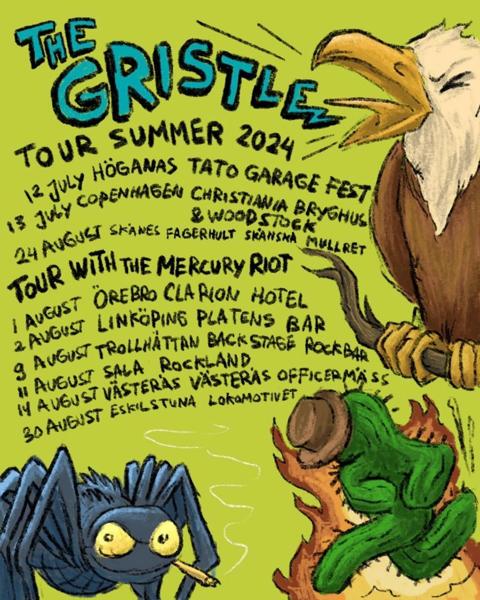 THE
GRISTLE
TOUR SUMMER 2024
12 JULY HÖGANAS TATO GARAGE FEST
13 JULY COPENHAGEN CHRISTIANIA BRYGHUS
& WOODSTOCK
24 AUGUST SKÅNES FAGERHULT SKÅNSKA MULLRET
TOUR WITH THE MERCURY RIOT
1 AUGUST ÖREBRO CLARION HOTEL
2 AUGUST LINKÖPING PLATENS BAR
9 AUGUST TROLLHÄTTAN BACKSTAGE ROCKBAR
11 AUGUST SALA ROCKLAND
14 AUGUST VÄSTERÅS VÄSTERÅS OFFICERMÄSS
30 AUGUST ESKILSTUNA LOKOMOTIVET